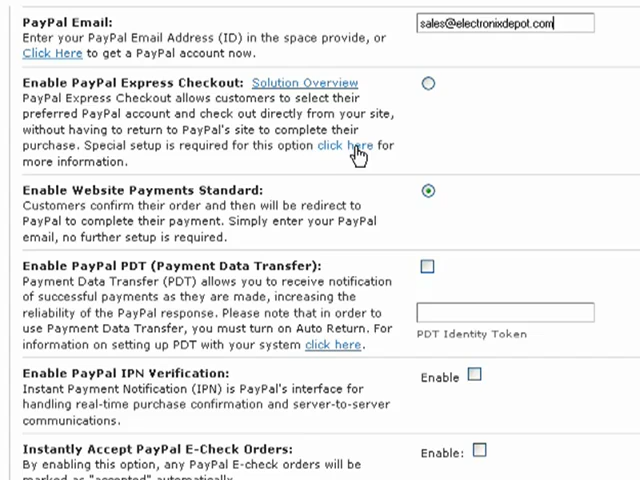 PayPal Email:
sales@electronixdepot.com
Enter your PayPal Email Address (ID) in the space provide, or
Click Here to get a PayPal account now.
Enable PayPal Express Checkout: Solution Overview
PayPal Express Checkout allows customers to select their
preferred PayPal account and check out directly from your site,
without having to return to PayPal's site to complete their
purchase. Special setup is required for this option click here for
more information.
Enable Website Payments Standard:
Customers confirm their order and then will be redirect to
PayPal to complete their payment. Simply enter your PayPal
email, no further setup is required.
Enable PayPal PDT (Payment Data Transfer):
Payment Data Transfer (PDT) allows you to receive notification
of successful payments as they are made, increasing the
reliability of the PayPal response. Please note that in order to
use Payment Data Transfer, you must turn on Auto Return. For
information on setting up PDT with your system click here.
PDT Identity Token
Enable PayPal IPN Verification:
Instant Payment Notification (IPN) is PayPal's interface for
handling real-time purchase confirmation and server-to-server
communications.
Enable
Instantly Accept PayPal E-Check Orders:
By enabling this option, any PayPal E-check orders will be
marked as "accepted" automatically.
Enable: